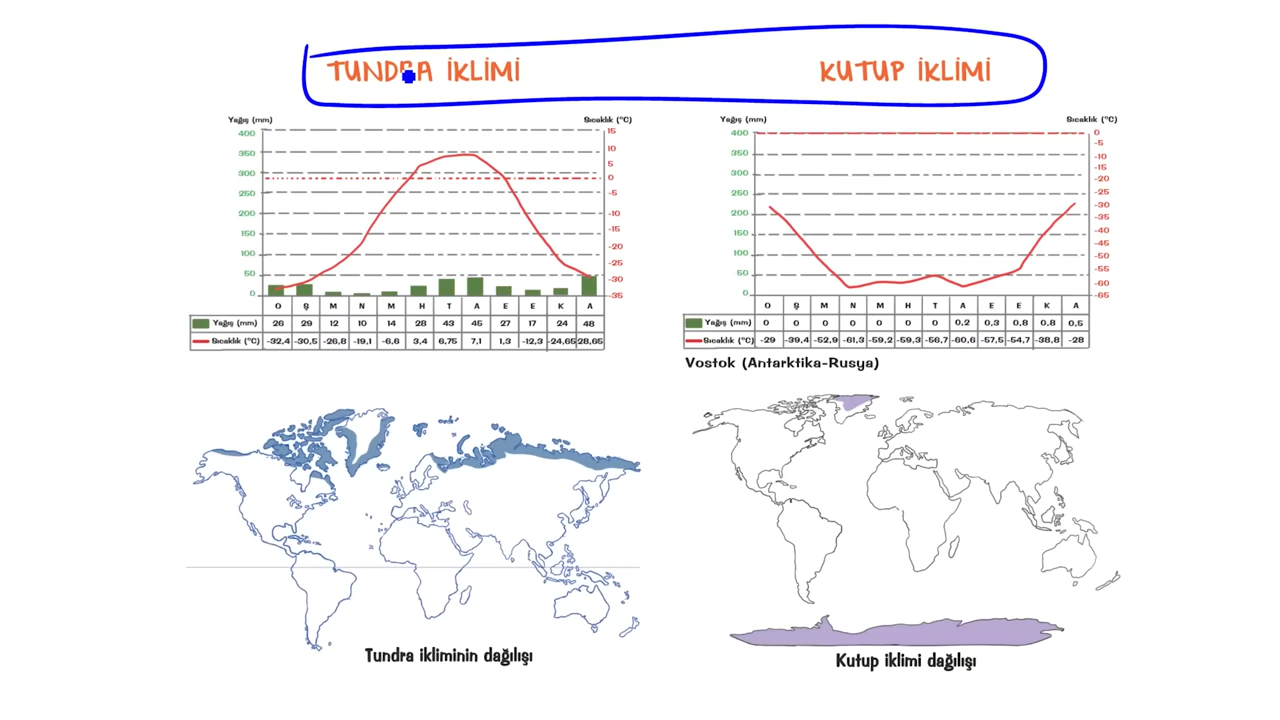 TUNDRA İKLİMİ
KUTUP İKLİMİ
Yağış (mm)
Sıcaklık (°C)
400
350
300
250
200
150
100
50
0
15
10
5
0
-5
-10
-15
-20
-25
-30
-35
O Ş M N M H T A E E K A
Yağış (mm) 26 29 12 10 14 28 43 45 27 17 24 48
Sıcaklık (°C) -32,4 -30,5 -26,8 -19,1 -6,6 3,4 6,75 7,1 1,3 -12,3 -24,65 28,65
Yağış (mm)
Sıcaklık (°C)
400
350
300
250
200
150
100
50
0
0
-5
-10
-15
-20
-25
-30
-35
-40
-45
-50
-55
-60
-65
O Ş M N M H T A E E K A
Yağış (mm) 0 0 0 0 0 0 0 0,2 0,3 0,8 0,8 0,5
Sıcaklık (°C) -29 -39,4 -52,9 -61,3 -59,2 -59,3 -56,7 -60,6 -57,5 -54,7 -38,8 -28
Vostok (Antarktika-Rusya)
Tundra ikliminin dağılışı
Kutup iklimi dağılışı